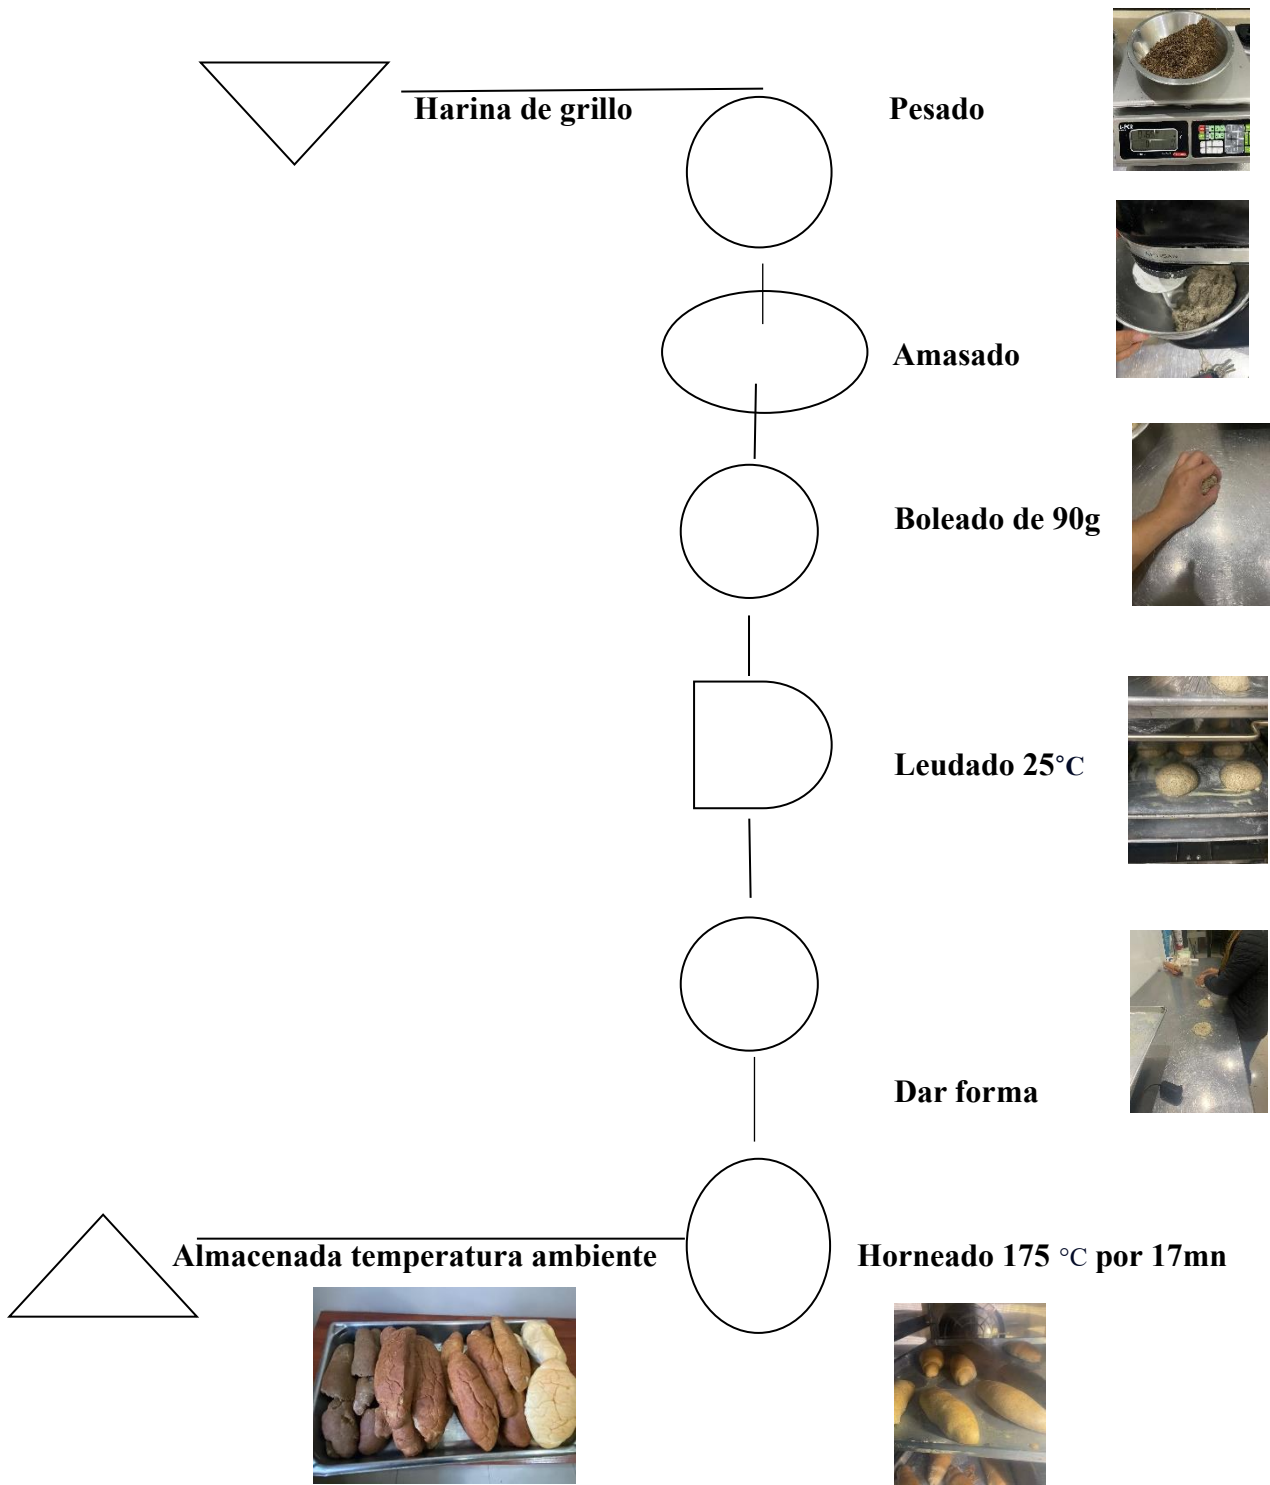 Harina de grillo
Pesado
Amasado
Boleado de 90g
Leudado 25°C
Dar forma
Almacenada temperatura ambiente
Horneado 175 °C por 17mn